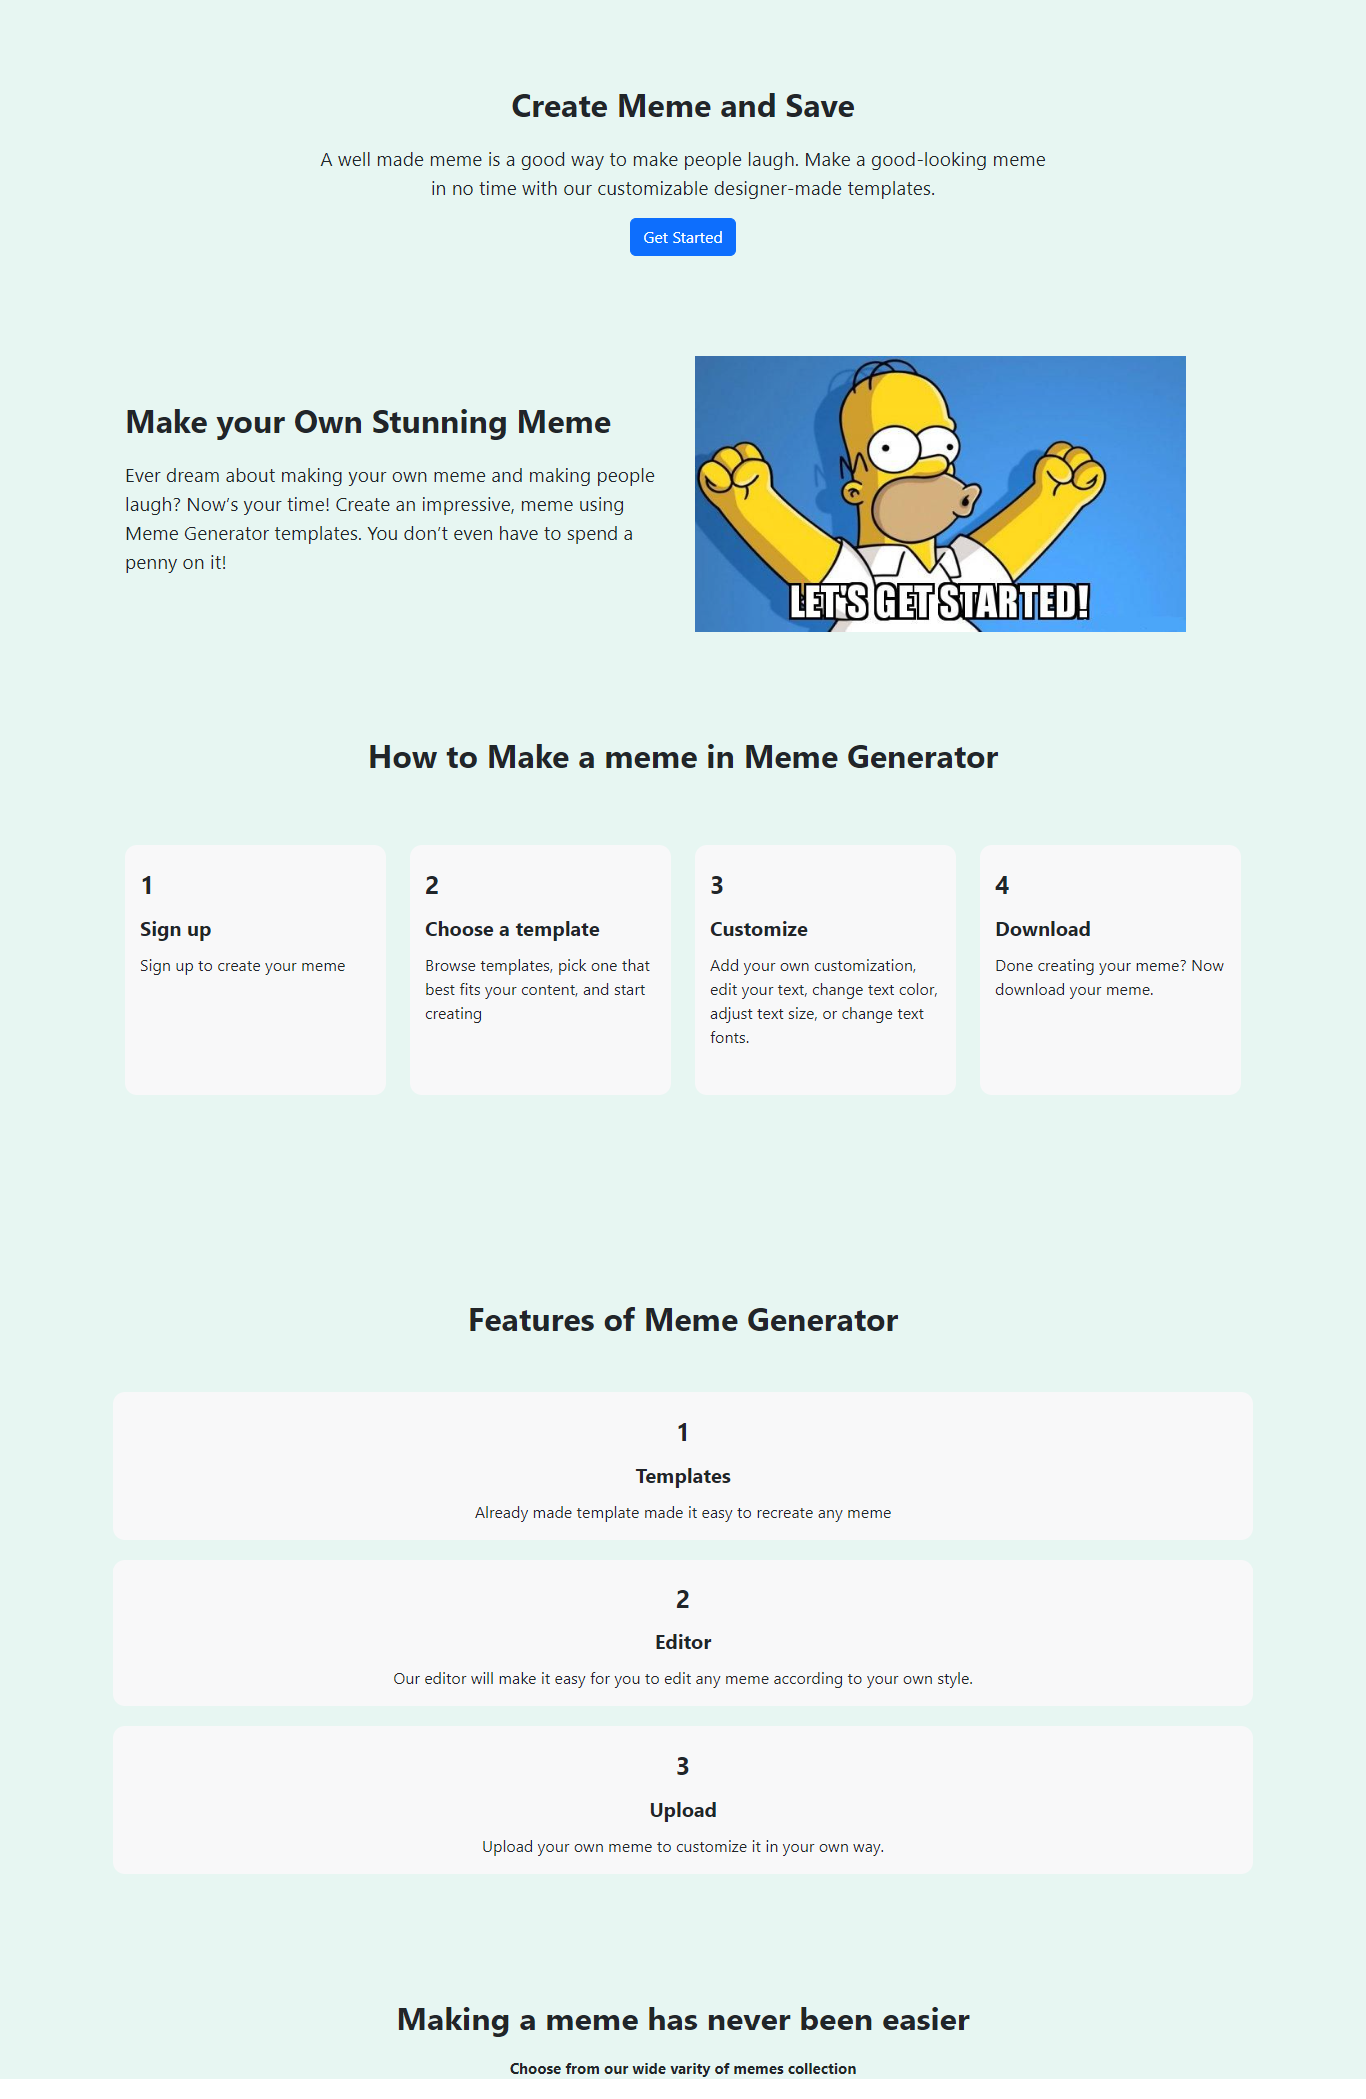 Create Meme and Save
A well made meme is a good way to make people laugh. Make a good-looking meme
in no time with our customizable designer-made templates.
Get Started
Make your Own Stunning Meme
Ever dream about making your own meme and making people
laugh? Now’s your time! Create an impressive, meme using
Meme Generator templates. You don’t even have to spend a
penny on it!
LET'S GET STARTED!
How to Make a meme in Meme Generator
1
Sign up
Sign up to create your meme
2
Choose a template
Browse templates, pick one that
best fits your content, and start
creating
3
Customize
Add your own customization,
edit your text, change text color,
adjust text size, or change text
fonts.
4
Download
Done creating your meme? Now
download your meme.
Features of Meme Generator
1
Templates
Already made template made it easy to recreate any meme
2
Editor
Our editor will make it easy for you to edit any meme according to your own style.
3
Upload
Upload your own meme to customize it in your own way.
Making a meme has never been easier
Choose from our wide varity of memes collection